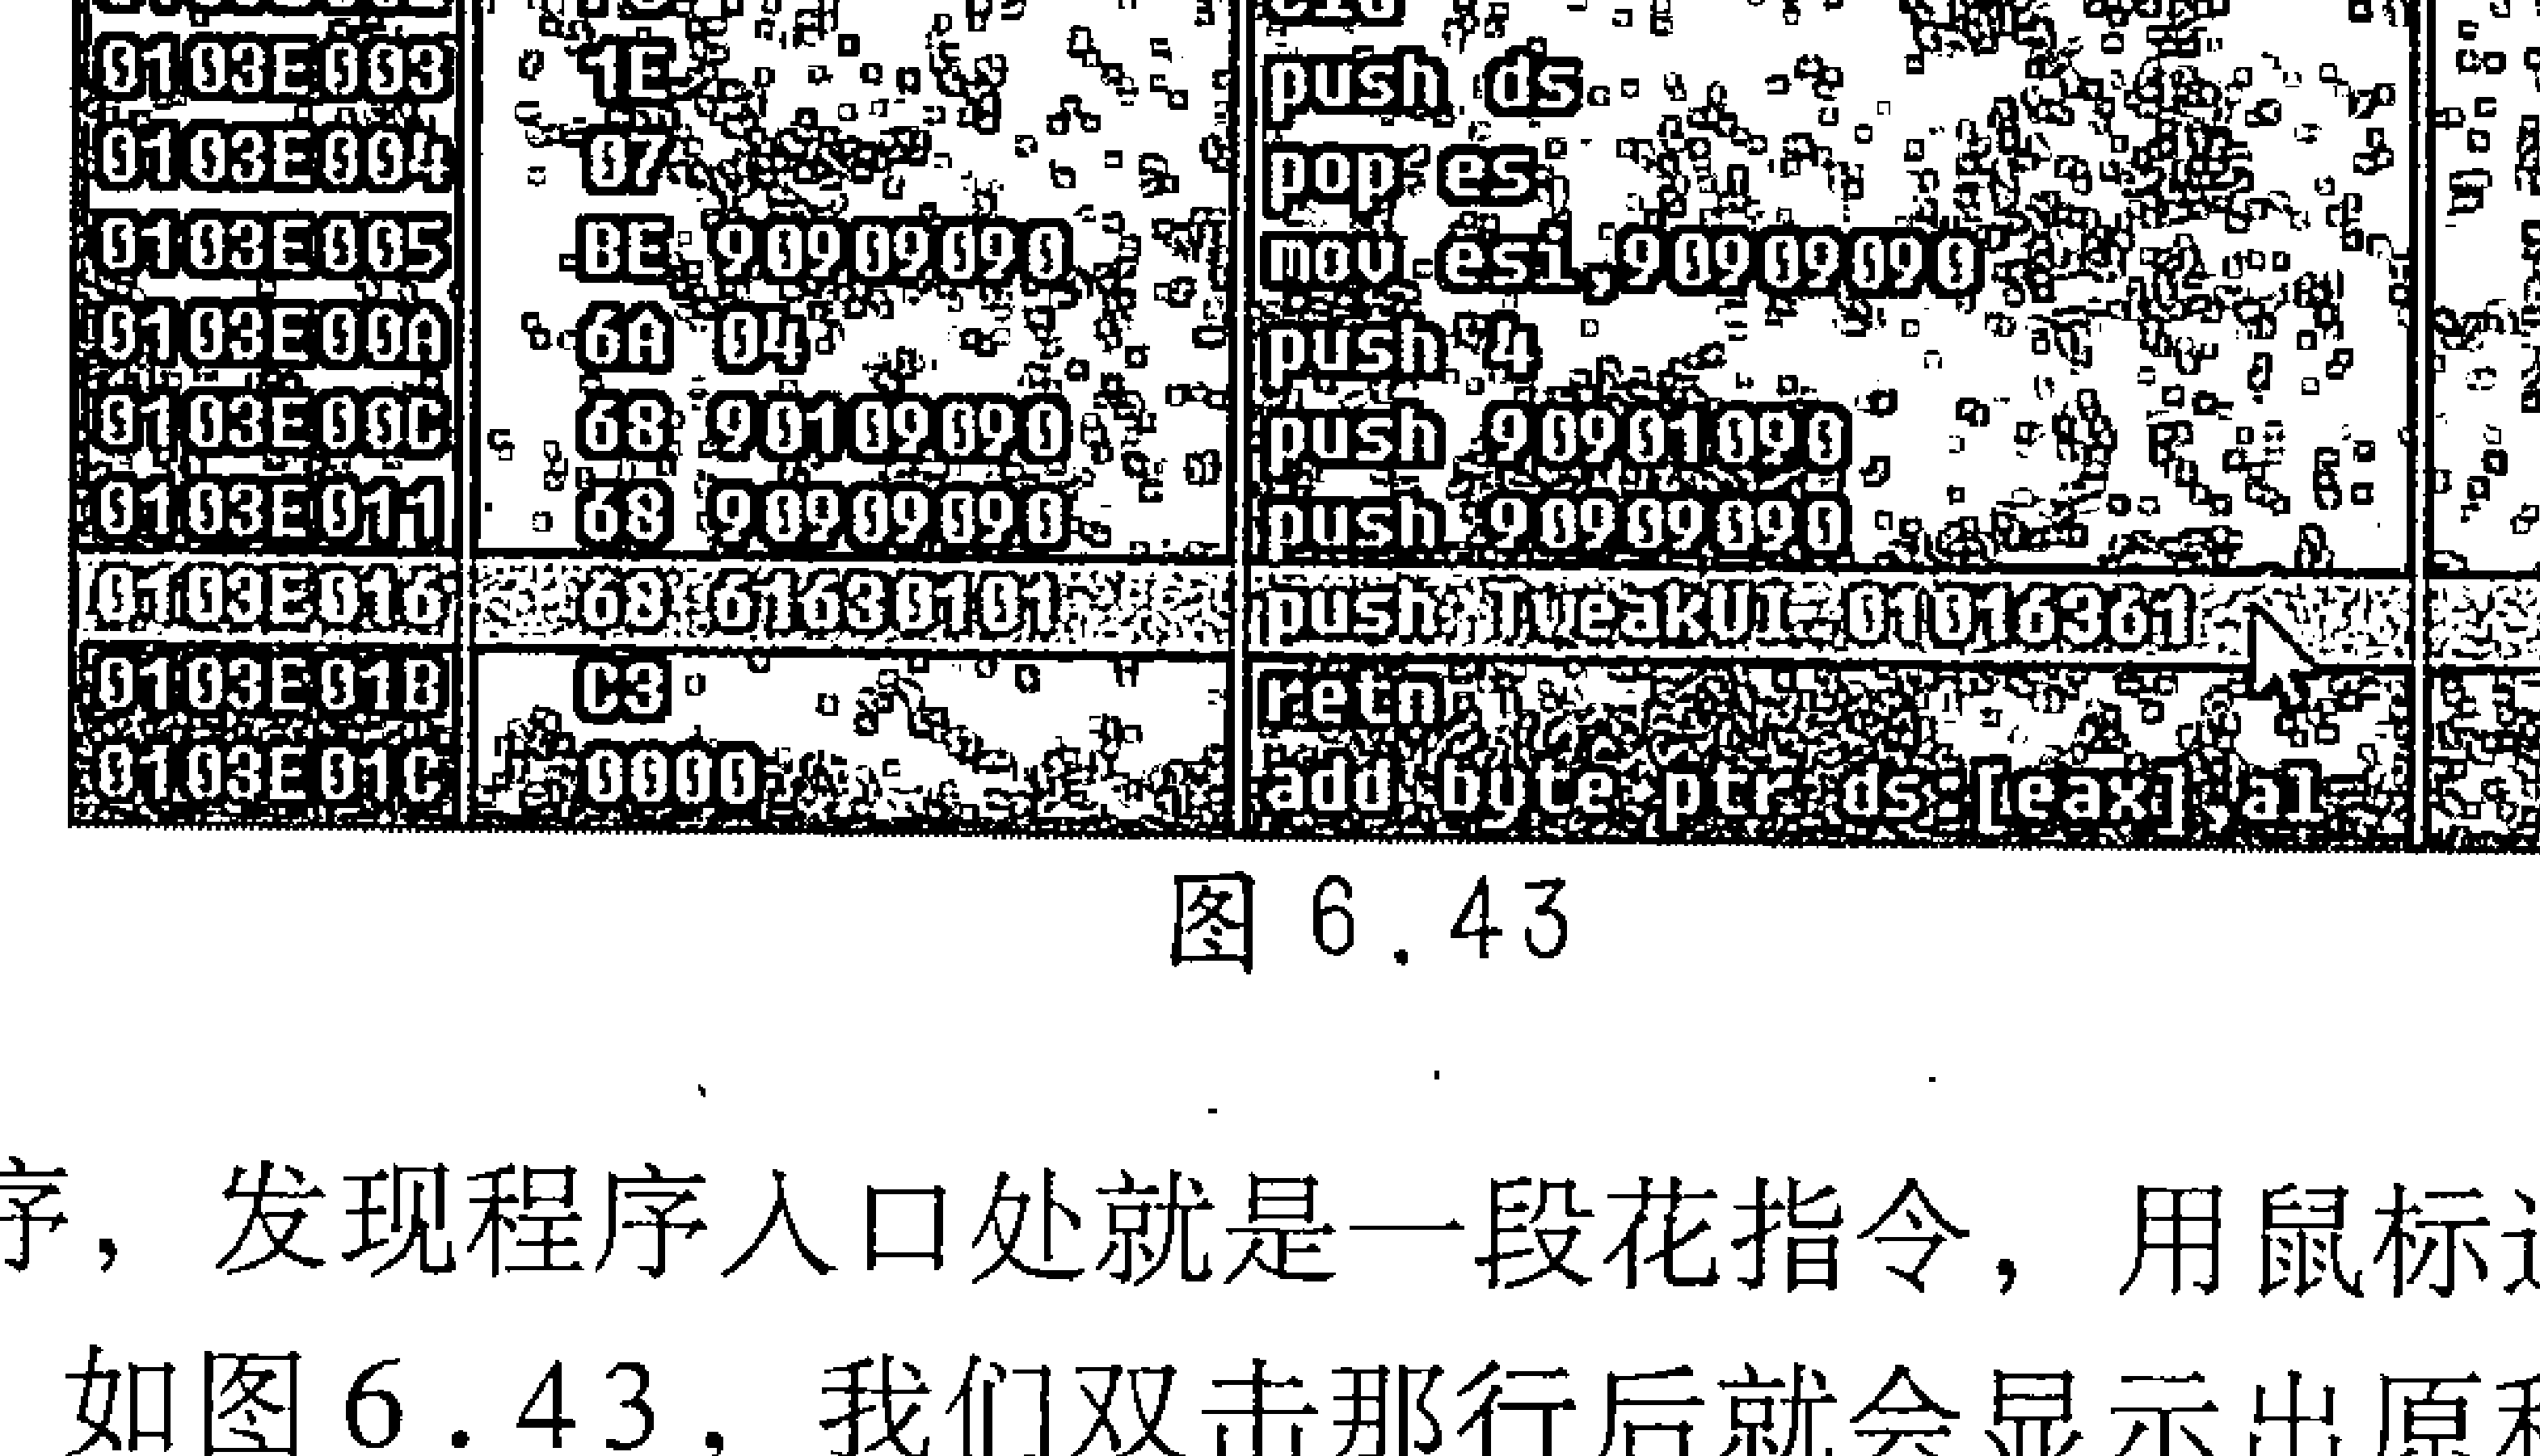 0103E003 1E push ds
0103E004 07 pop es
0103E005 BE 90909090 mov esi,90909090
0103E00A 6A 04 push 4
0103E00C 68 90109090 push 90901090
0103E011 68 90909090 push 90909090
0103E016 68 61630101 push TweakUI.01016361
0103E01B C3 retn
0103E01C 0000 add byte ptr ds:[eax],al
图 6.43
序，发现程序入口处就是一段花指令，用鼠标
如图6.43，我们双击那行后就会显示出原